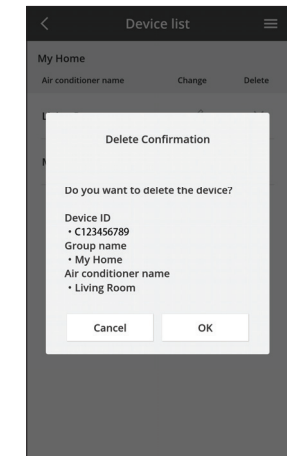 Device list
My Home
Air conditioner name Change Delete
L
M
Delete Confirmation
Do you want to delete the device?
Device ID
• C123456789
Group name
• My Home
Air conditioner name
• Living Room
Cancel OK